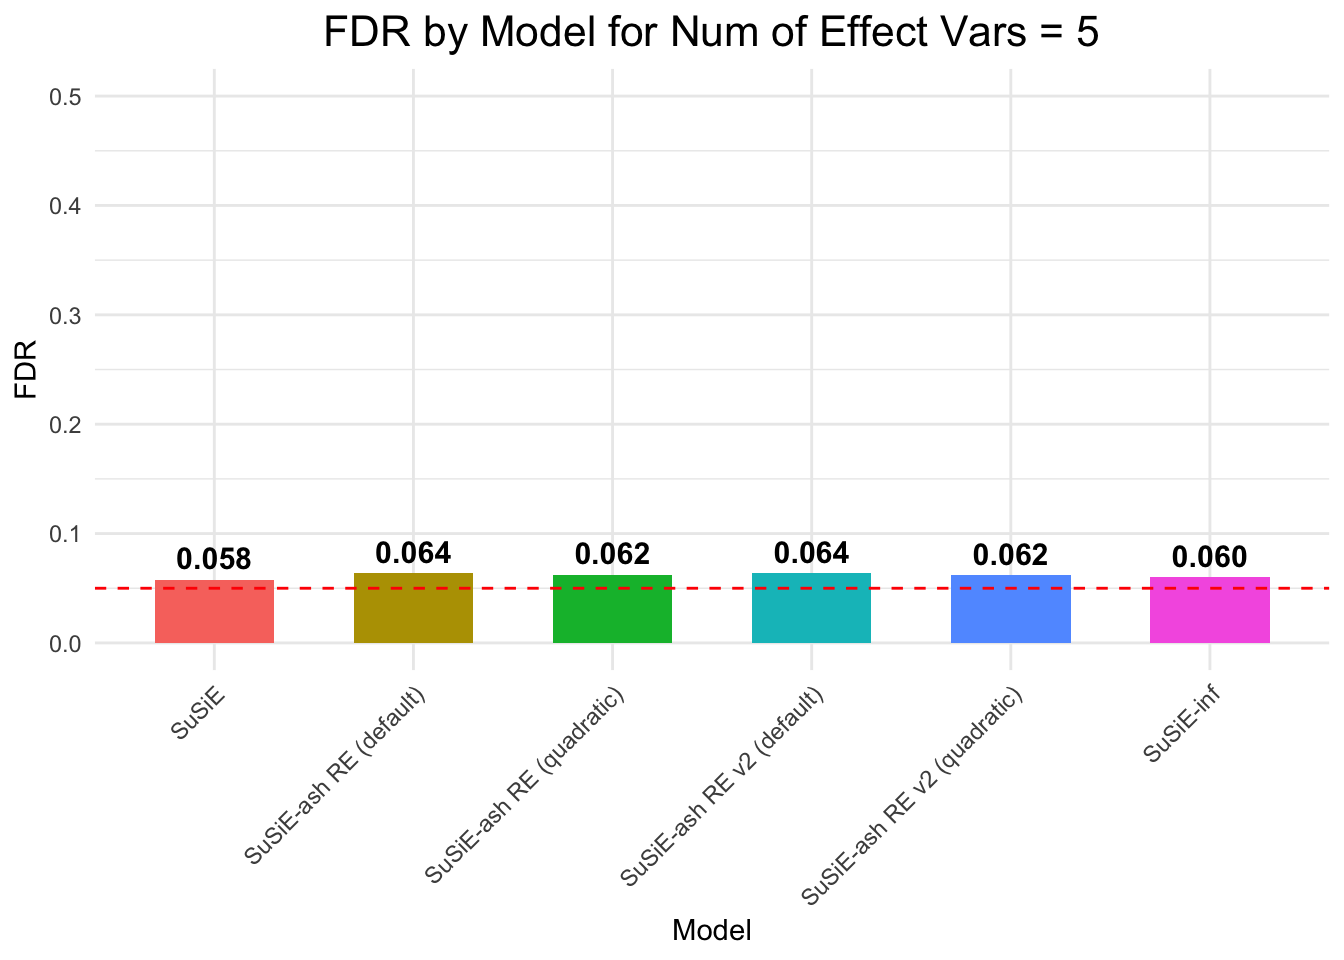 FDR by Model for Num of Effect Vars = 5
FDR
0.5
0.4
0.3
0.2
0.1
0.0
0.058
0.064
0.062
0.064
0.062
0.060
SuSiE
SuSiE-ash RE (default)
SuSiE-ash RE (quadratic)
SuSiE-ash RE v2 (default)
SuSiE-ash RE v2 (quadratic)
SuSiE-inf
Model